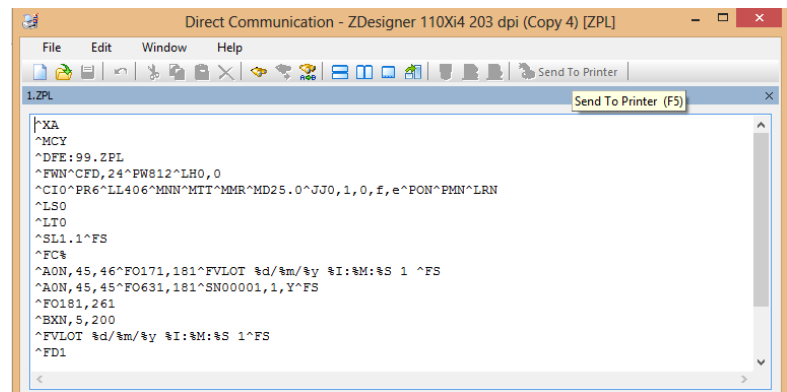 Direct Communication - ZDesigner 110Xi4 203 dpi (Copy 4) [ZPL]
File Edit Window Help
Send To Printer
1.ZPL
Send To Printer (F5)
^XA
^MCY
^DFE:99.ZPL
^FWN^CFD,24^PW812^LH0,0
^CI0^PR6^LL406^MNN^MTT^MMR^MD25.0^JJ0,1,0,f,e^PON^PMN^LRN
^LS0
^LT0
^SL1.1^FS
^FC%
^A0N,45,46^FO171,181^FVLOT %d/%m/%y %I:%M:%S 1 ^FS
^A0N,45,45^FO631,181^SN00001,1,Y^FS
^FO181,261
^BXN,5,200
^FVLOT %d/%m/%y %I:%M:%S 1^FS
^FD1